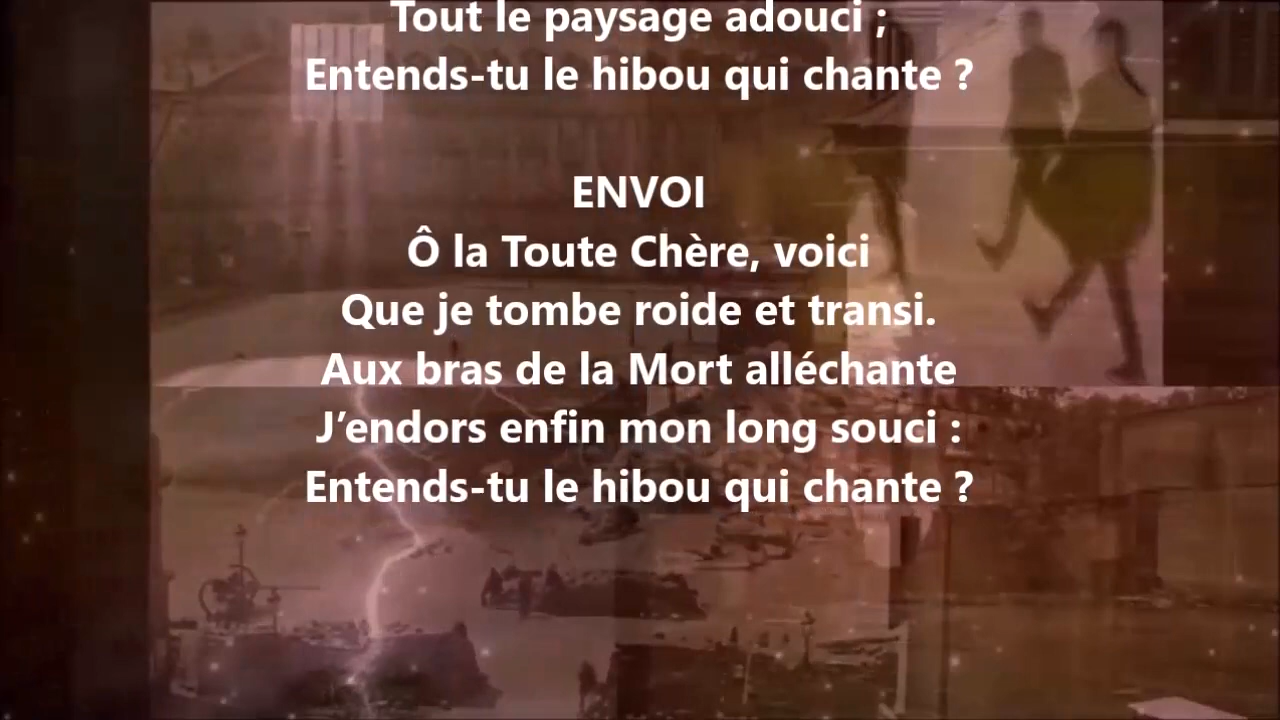 Tout le paysage adouci ;
Entends-tu le hibou qui chante ?
ENVOI
Ô la Toute Chère, voici
Que je tombe roide et transi.
Aux bras de la Mort alléchante
J’endors enfin mon long souci :
Entends-tu le hibou qui chante ?